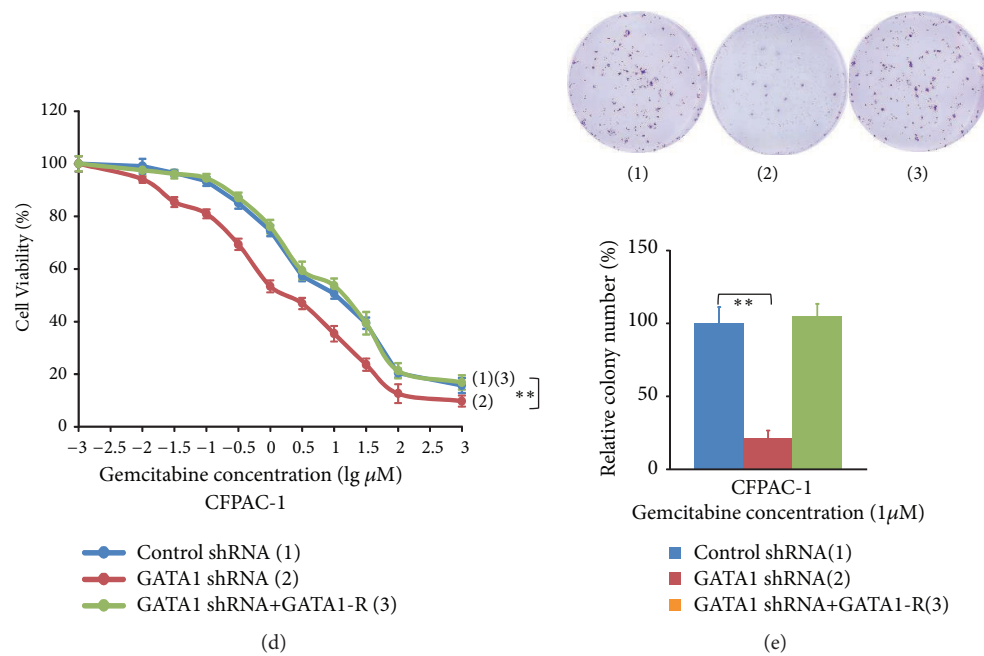 120
100
80
60
40
20
0
Cell Viability (%)
−3 −2.5 −2 −1.5 −1 −0.5 0 0.5 1 1.5 2 2.5 3
(1)(3)
(2)
**
Gemcitabine concentration (lg μM)
CFPAC-1
Control shRNA (1)
GATA1 shRNA (2)
GATA1 shRNA+GATA1-R (3)
(d)
(1) (2) (3)
150
100
50
0
Relative colony number (%)
**
CFPAC-1
Gemcitabine concentration (1μM)
Control shRNA(1)
GATA1 shRNA(2)
GATA1 shRNA+GATA1-R(3)
(e)